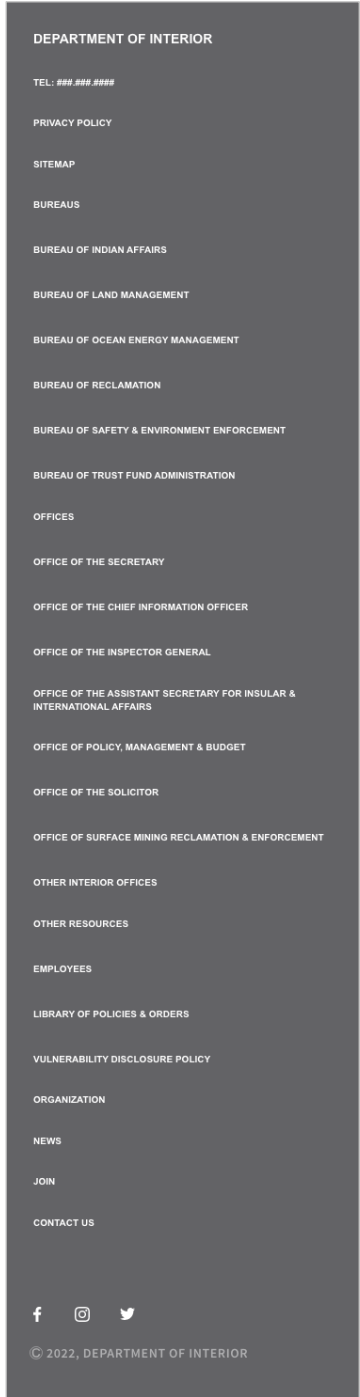 DEPARTMENT OF INTERIOR
TEL: ###.###.####
PRIVACY POLICY
SITEMAP
BUREAUS
BUREAU OF INDIAN AFFAIRS
BUREAU OF LAND MANAGEMENT
BUREAU OF OCEAN ENERGY MANAGEMENT
BUREAU OF RECLAMATION
BUREAU OF SAFETY & ENVIRONMENT ENFORCEMENT
BUREAU OF TRUST FUND ADMINISTRATION
OFFICES
OFFICE OF THE SECRETARY
OFFICE OF THE CHIEF INFORMATION OFFICER
OFFICE OF THE INSPECTOR GENERAL
OFFICE OF THE ASSISTANT SECRETARY FOR INSULAR &
INTERNATIONAL AFFAIRS
OFFICE OF POLICY, MANAGEMENT & BUDGET
OFFICE OF THE SOLICITOR
OFFICE OF SURFACE MINING RECLAMATION & ENFORCEMENT
OTHER INTERIOR OFFICES
OTHER RESOURCES
EMPLOYEES
LIBRARY OF POLICIES & ORDERS
VULNERABILITY DISCLOSURE POLICY
ORGANIZATION
NEWS
JOIN
CONTACT US
© 2022, DEPARTMENT OF INTERIOR